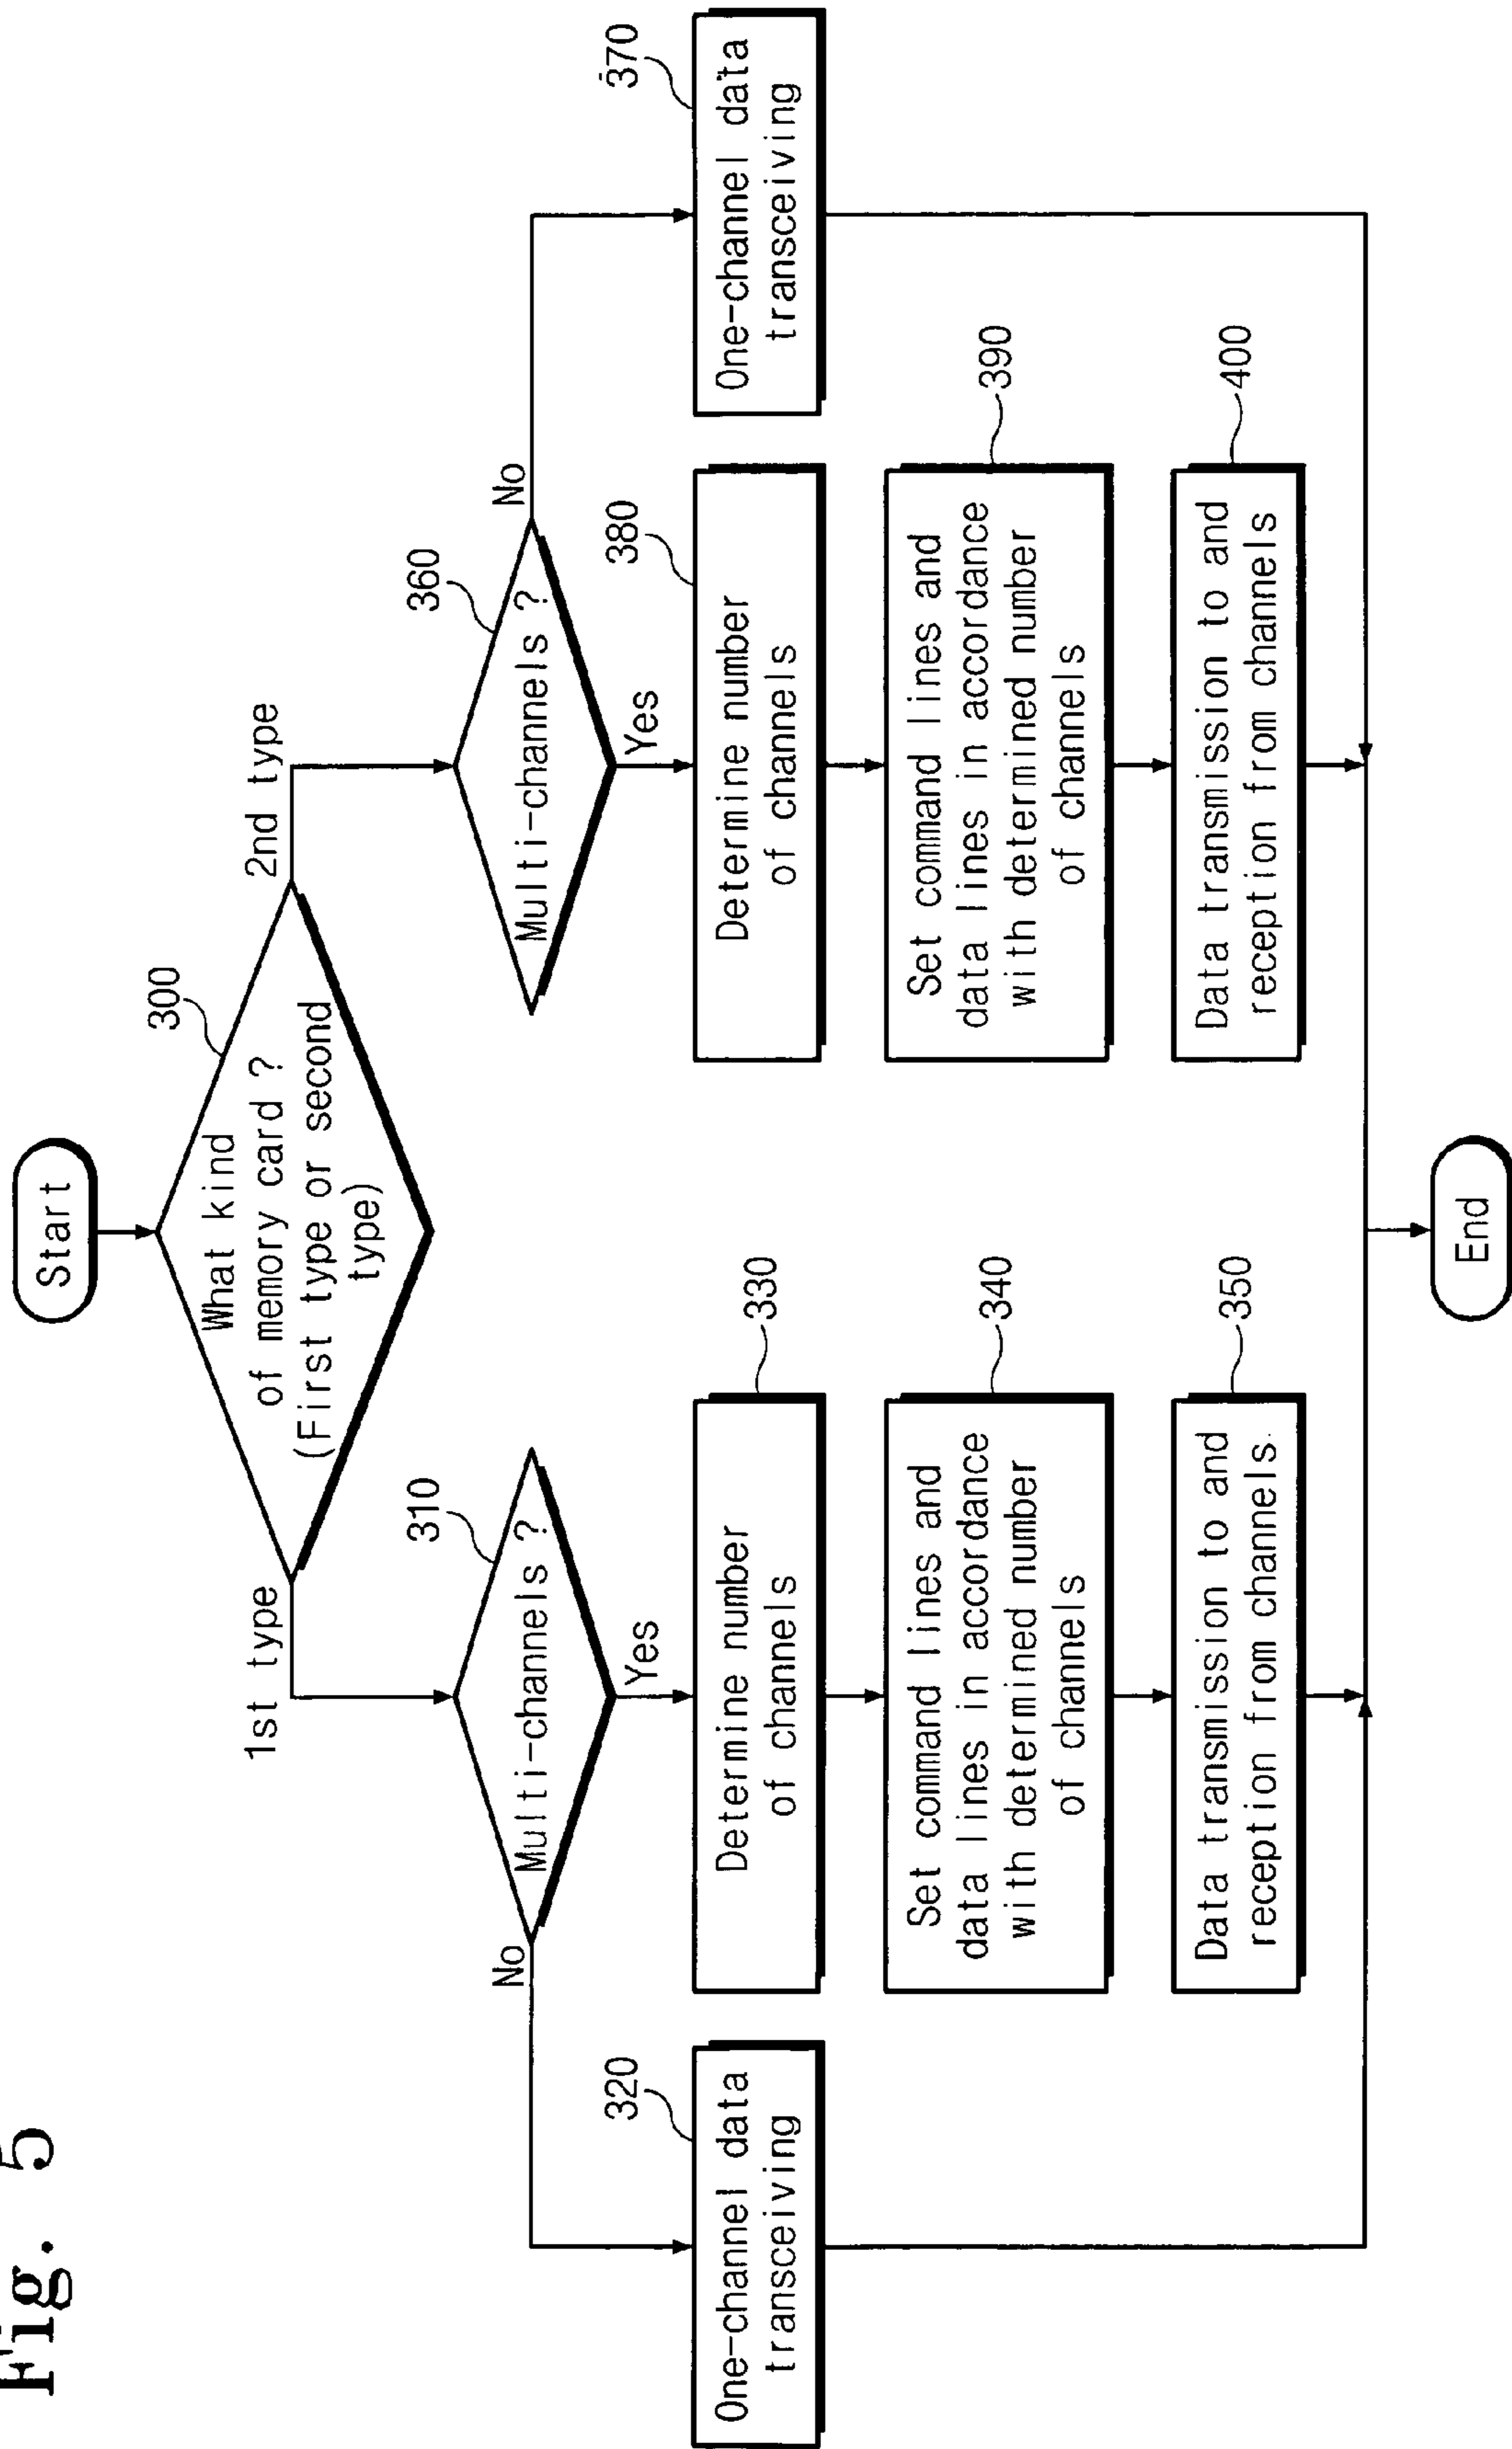 Fig. 5
Start
300
What kind
of memory card ?
(First type or second
type)
1st type
2nd type
310
Multi-channels ?
No
Yes
360
Multi-channels ?
Yes
No
320
One-channel data
transceiving
330
Determine number
of channels
340
Set command lines and
data lines in accordance
with determined number
of channels
350
Data transmission to and
reception from channels
380
Determine number
of channels
390
Set command lines and
data lines in accordance
with determined number
of channels
400
Data transmission to and
reception from channels
370
One-channel data
transceiving
End